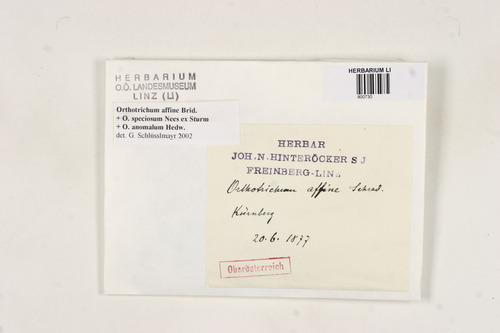 HERBARIUM
O.Ö. LANDESMUSEUM
LINZ (LI)
HERBARIUM LI
800730
Orthotrichum affine Brid.
+ O. speciosum Nees ex Sturm
+ O. anomalum Hedw.
det. G. Schlüsslmayr 2002
HERBAR
JOH. N. HINTERÖCKER S J
FREINBERG-LINZ
Orthotrichum affine Schrad.
Kürnberg
20.6.1877
Oberösterreich